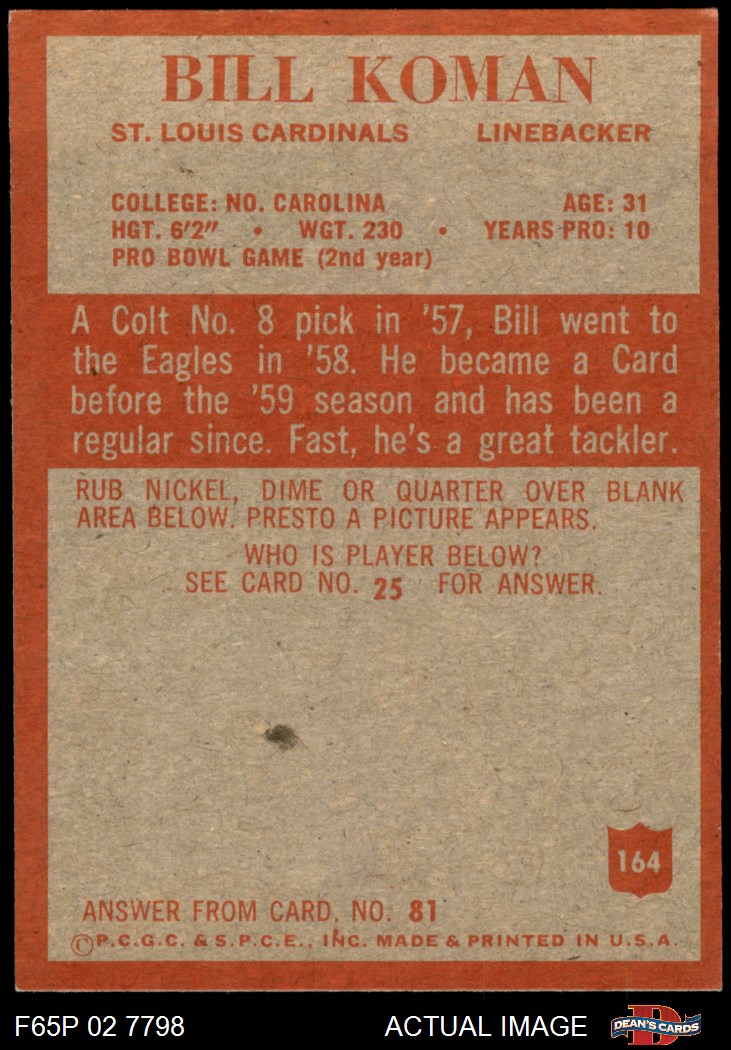 BILL KOMAN
ST. LOUIS CARDINALS LINEBACKER
COLLEGE: NO. CAROLINA AGE: 31
HGT. 6'2" • WGT. 230 • YEARS PRO: 10
PRO BOWL GAME (2nd year)
A Colt No. 8 pick in '57, Bill went to
the Eagles in '58. He became a Card
before the '59 season and has been a
regular since. Fast, he's a great tackler.
RUB NICKEL, DIME OR QUARTER OVER BLANK
AREA BELOW. PRESTO A PICTURE APPEARS.
WHO IS PLAYER BELOW?
SEE CARD NO. 25 FOR ANSWER.
164
ANSWER FROM CARD. NO. 81
©P.C.G.C. & S.P.C.E., INC. MADE & PRINTED IN U.S.A.
F65P 02 7798 ACTUAL IMAGE D DEAN'S CARDS